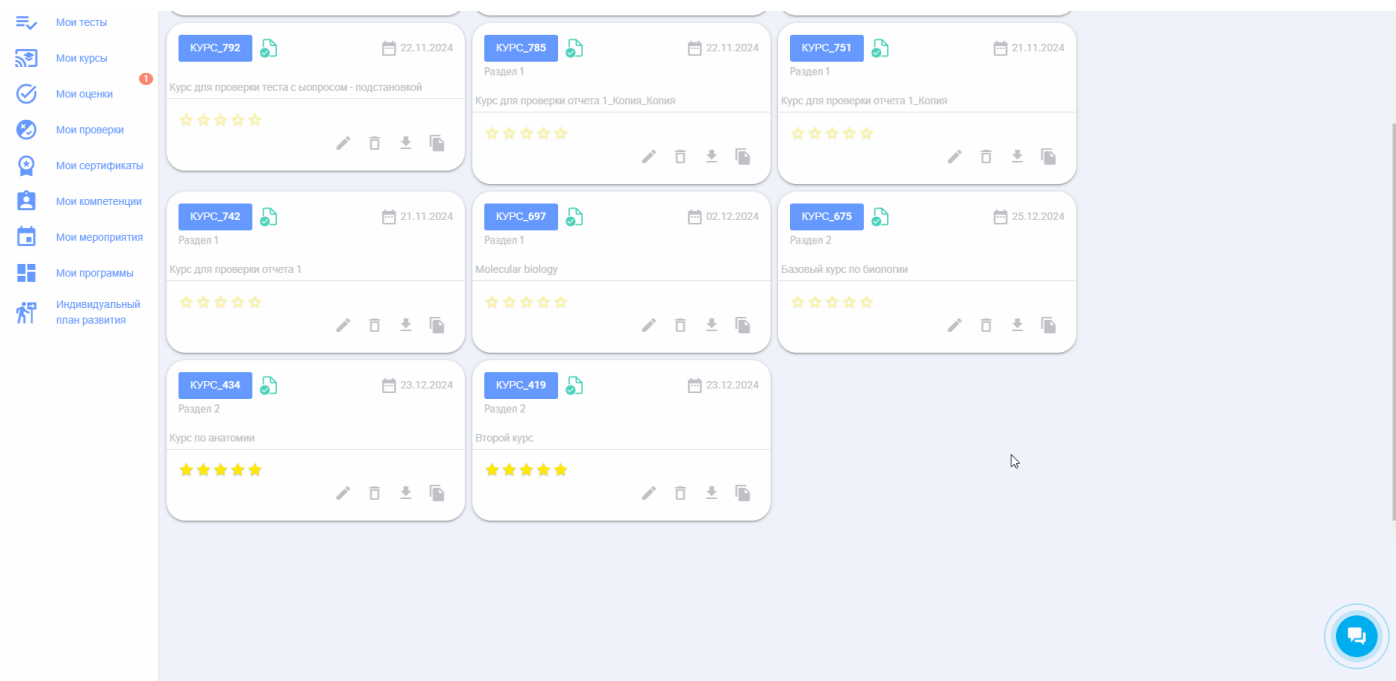 Мои тесты
Мои курсы
1
Мои оценки
Мои проверки
Мои сертификаты
Мои компетенции
Мои мероприятия
Мои программы
Индивидуальный
план развития
КУРС_792 22.11.2024
Курс для проверки теста с ыопросом - подстановкой
КУРС_785 22.11.2024
Раздел 1
Курс для проверки отчета 1_Копия_Копия
КУРС_751 21.11.2024
Раздел 1
Курс для проверки отчета 1_Копия
КУРС_742 21.11.2024
Раздел 1
Курс для проверки отчета 1
КУРС_697 02.12.2024
Раздел 1
Molecular biology
КУРС_675 25.12.2024
Раздел 2
Базовый курс по биологии
КУРС_434 23.12.2024
Раздел 2
Курс по анатомии
КУРС_419 23.12.2024
Раздел 2
Второй курс